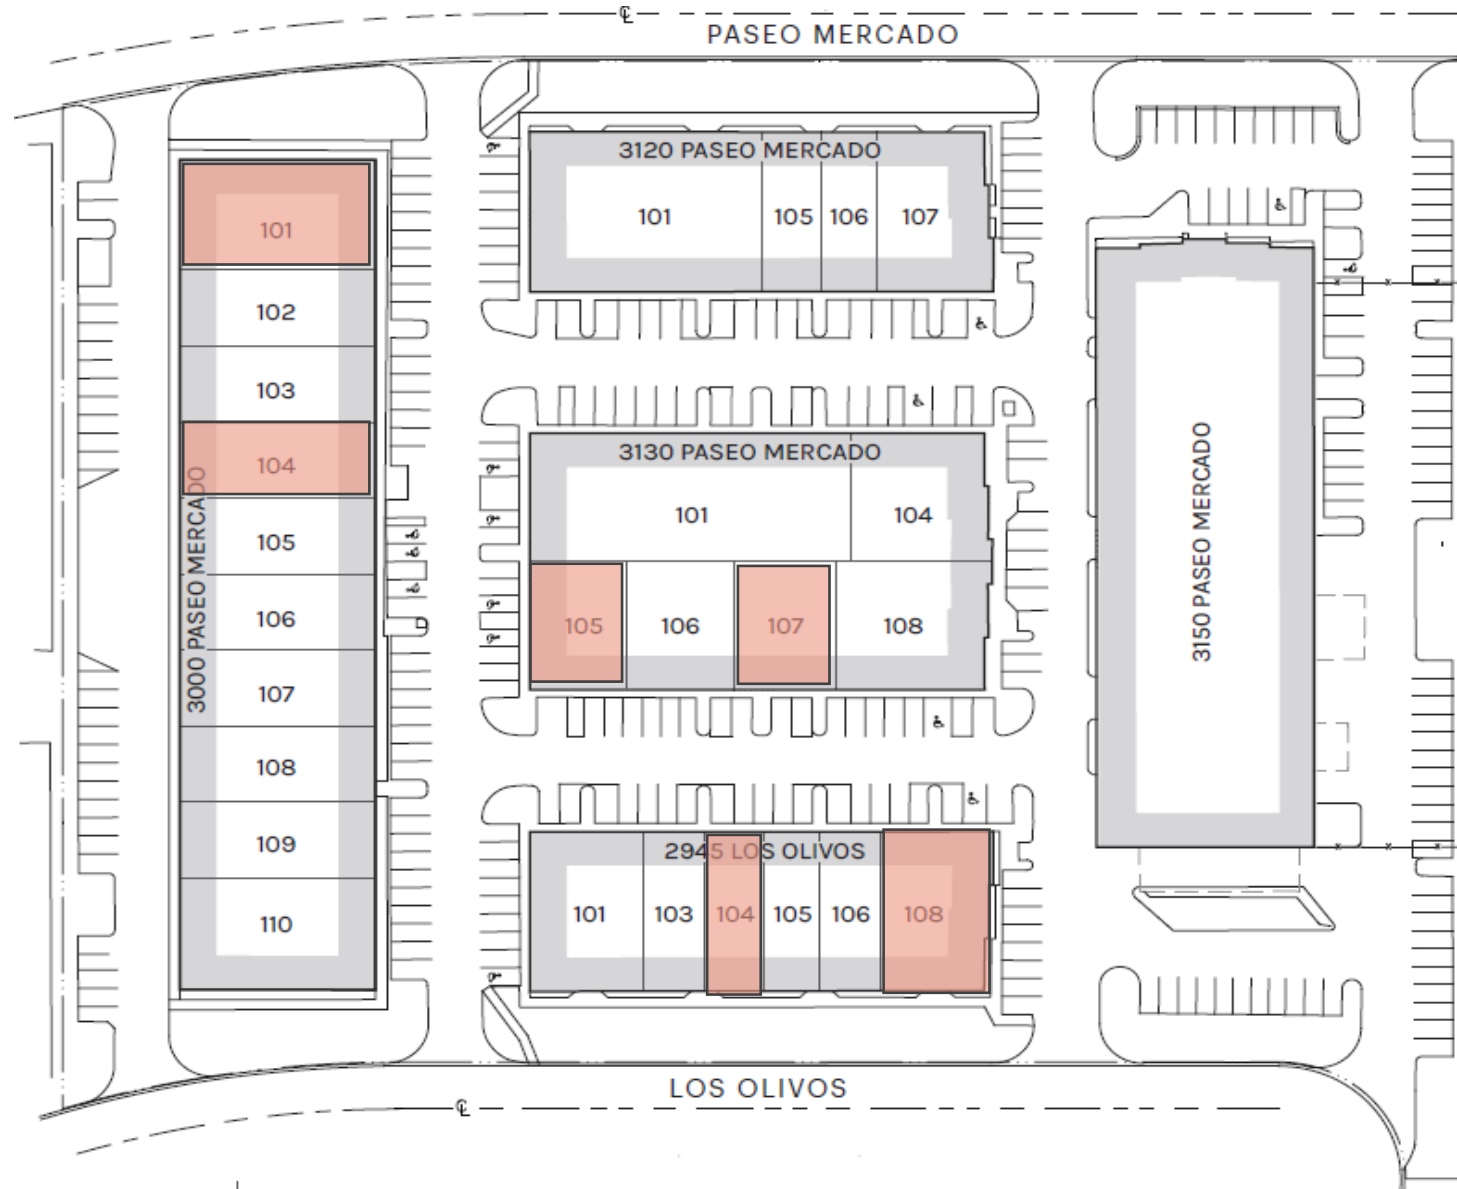 PASEO MERCADO
3000 PASEO MERCADO
101
102
103
104
105
106
107
108
109
110
3120 PASEO MERCADO
101 105 106 107
3130 PASEO MERCADO
101 104
105 106 107 108
2945 LOS OLIVOS
101 103 104 105 106 108
3150 PASEO MERCADO
LOS OLIVOS